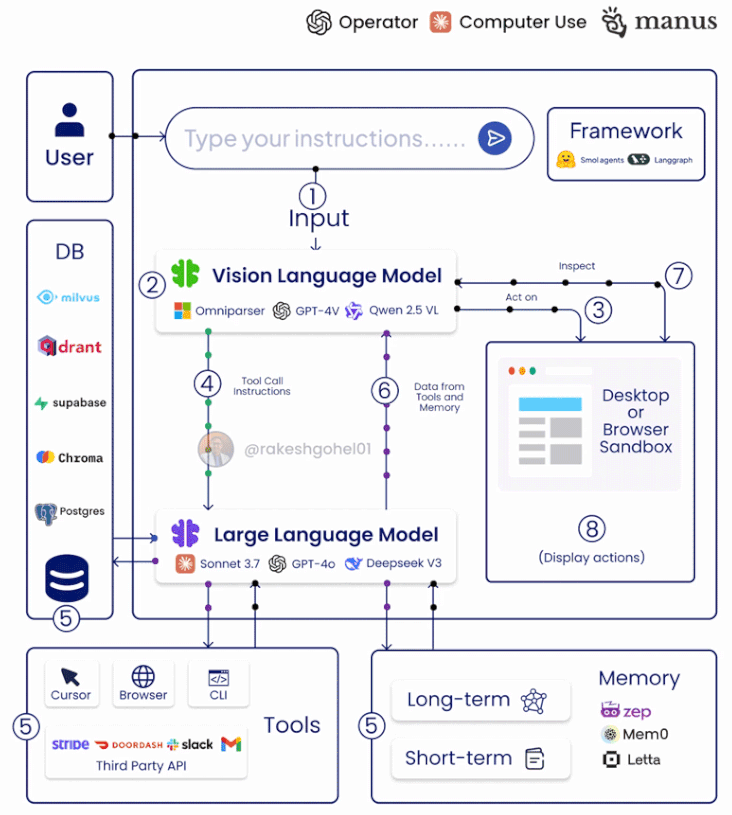 Operator Computer Use manus
User
Type your instructions......
Framework
Smol agents Langgraph
1
Input
DB
milvus
qdrant
supabase
Chroma
Postgres
5
2
Vision Language Model
Omniparser GPT-4V Qwen 2.5 VL
Inspect
7
Act on
3
4
Tool Call
Instructions
6
Data from
Tools and
Memory
@rakeshgohel01
Desktop
or
Browser
Sandbox
8
(Display actions)
Large Language Model
Sonnet 3.7 GPT-4o Deepseek V3
5
Cursor
Browser
CLI
Tools
stripe DOORDASH slack
Third Party API
5
Long-term
Short-term
Memory
zep
Mem0
Letta